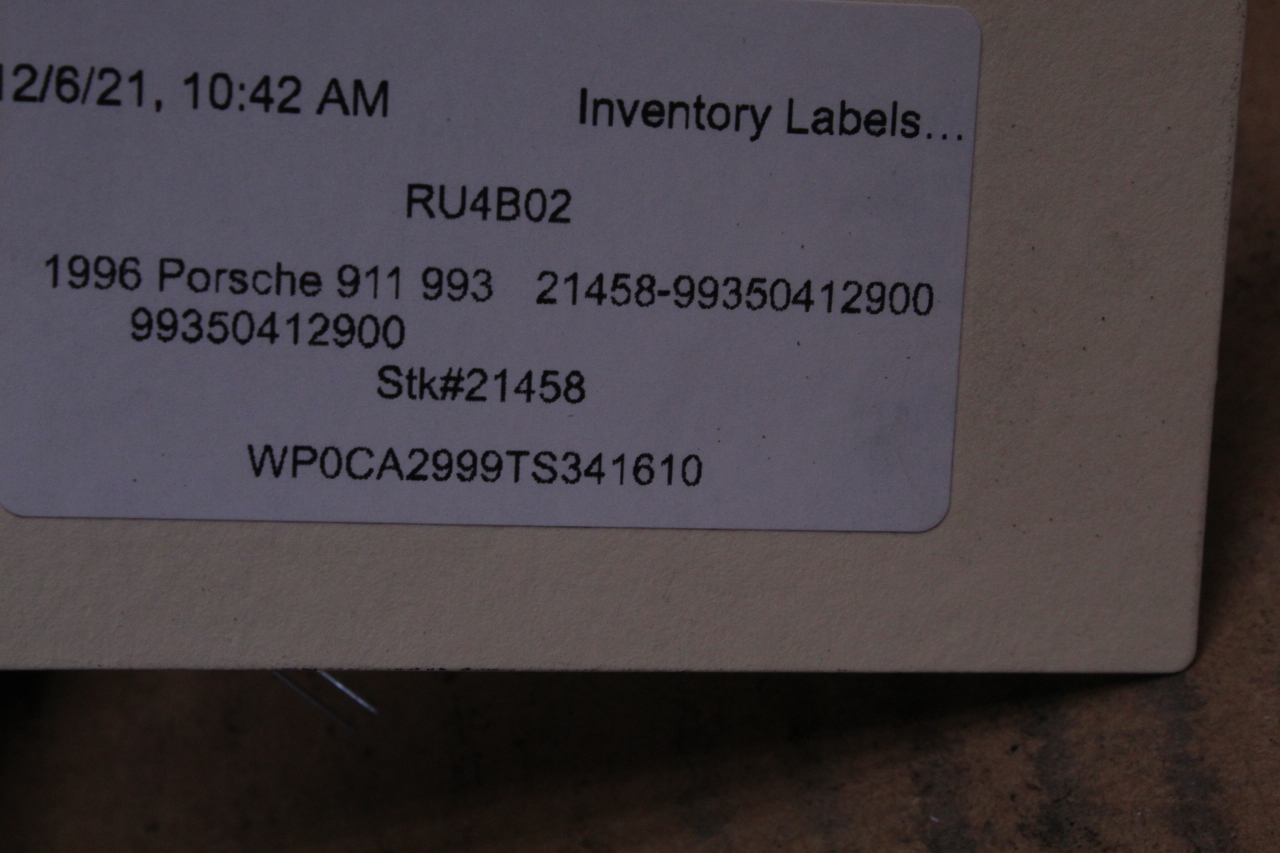 12/6/21, 10:42 AM Inventory Labels...
RU4B02
1996 Porsche 911 993 21458-99350412900
99350412900
Stk#21458
WP0CA2999TS341610